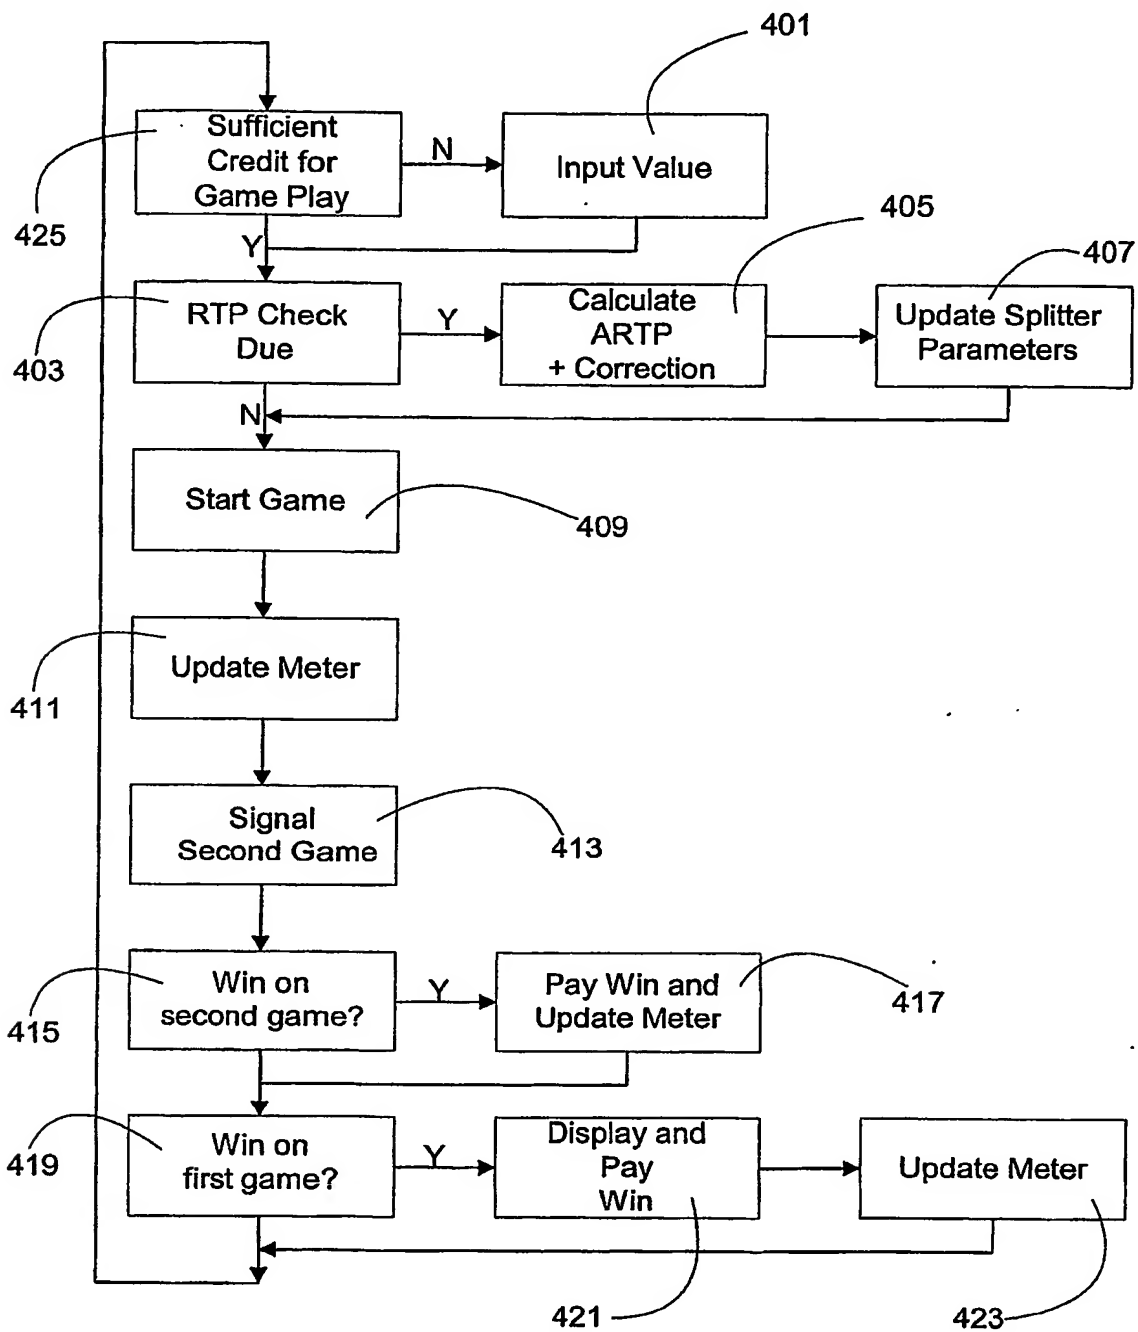 401
Sufficient
Credit for
Game Play
N
Input Value
425
Y
405
407
RTP Check
Due
Y
Calculate
ARTP
+ Correction
Update Splitter
Parameters
403
N
Start Game
409
Update Meter
411
Signal
Second Game
413
Win on
second game?
Y
Pay Win and
Update Meter
417
415
Win on
first game?
Y
Display and
Pay
Win
Update Meter
419
421
423